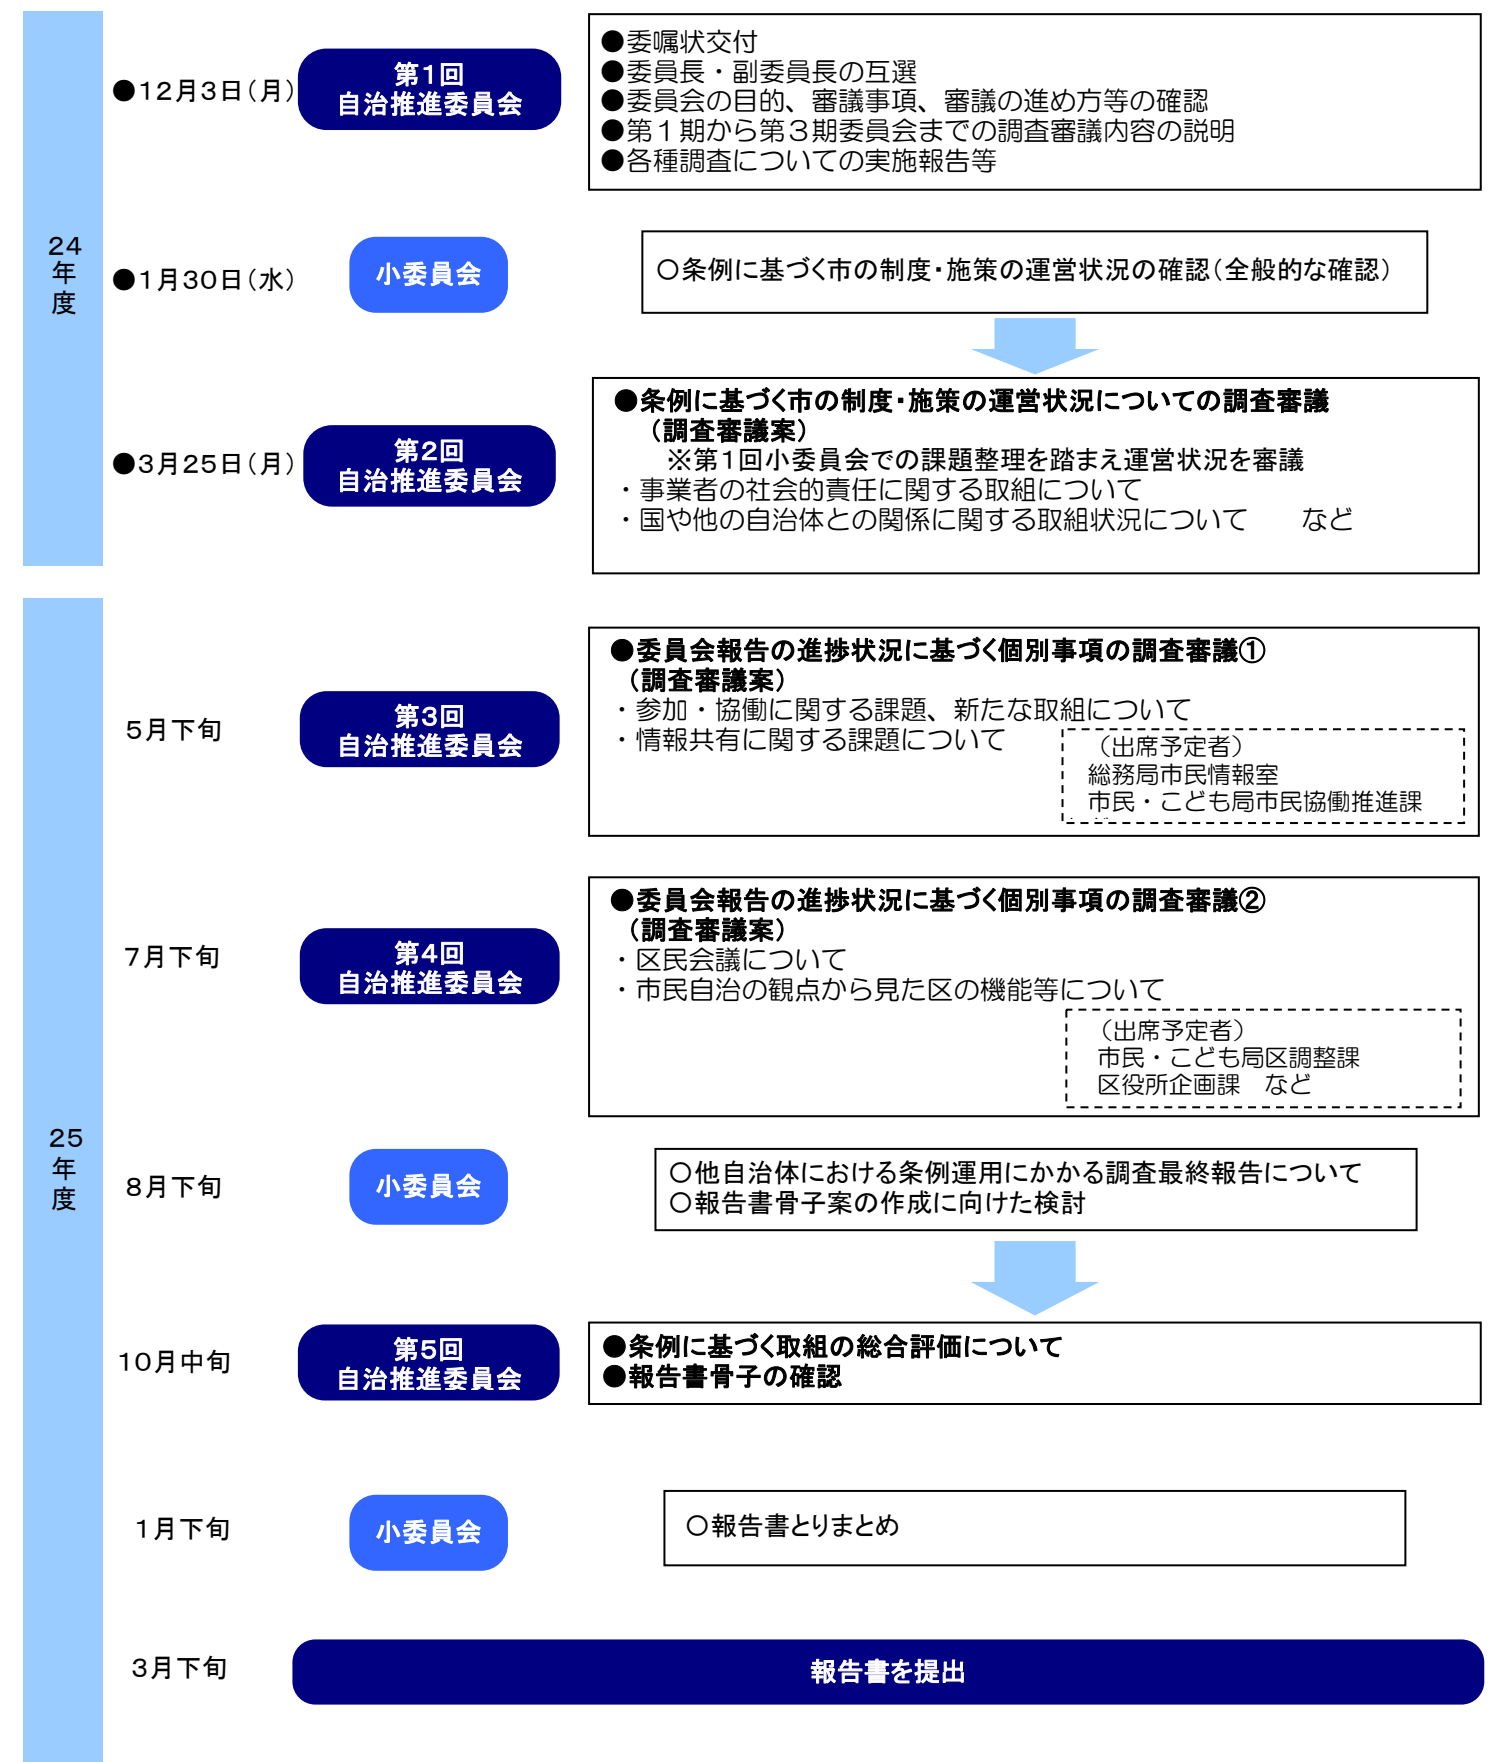 24
年
度
●12月3日(月)
第1回
自治推進委員会
●委嘱状交付
●委員長・副委員長の互選
●委員会の目的、審議事項、審議の進め方等の確認
●第1期から第3期委員会までの調査審議内容の説明
●各種調査についての実施報告等
●1月30日(水)
小委員会
○条例に基づく市の制度・施策の運営状況の確認(全般的な確認)
●3月25日(月)
第2回
自治推進委員会
●条例に基づく市の制度・施策の運営状況についての調査審議
(調査審議案)
※第1回小委員会での課題整理を踏まえ運営状況を審議
・事業者の社会的責任に関する取組について
・国や他の自治体との関係に関する取組状況について　　など
25
年
度
5月下旬
第3回
自治推進委員会
●委員会報告の進捗状況に基づく個別事項の調査審議①
(調査審議案)
・参加・協働に関する課題、新たな取組について
・情報共有に関する課題について
(出席予定者)
総務局市民情報室
市民・こども局市民協働推進課
7月下旬
第4回
自治推進委員会
●委員会報告の進捗状況に基づく個別事項の調査審議②
(調査審議案)
・区民会議について
・市民自治の観点から見た区の機能等について
(出席予定者)
市民・こども局区調整課
区役所企画課　など
8月下旬
小委員会
○他自治体における条例運用にかかる調査最終報告について
○報告書骨子案の作成に向けた検討
10月中旬
第5回
自治推進委員会
●条例に基づく取組の総合評価について
●報告書骨子の確認
1月下旬
小委員会
○報告書とりまとめ
3月下旬
報告書を提出